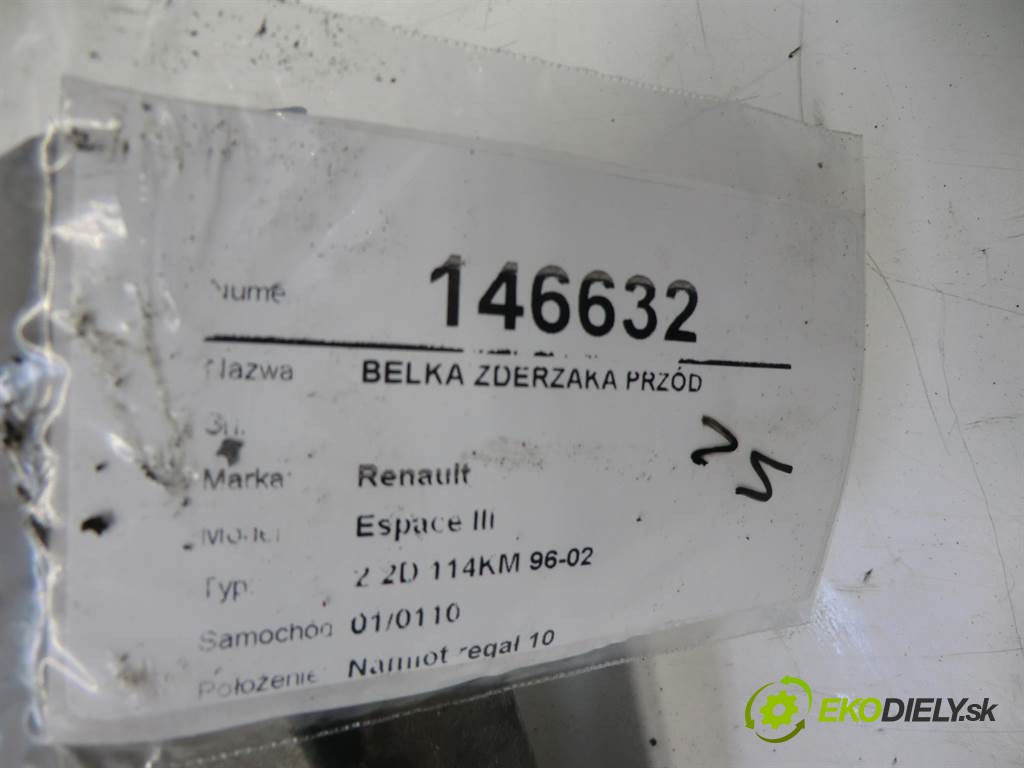 Nume 146632
Nazwa BELKA ZDERZAKA PRZÓD
Marka Renault
Model Espace III
Typ 2.2D 114KM 96-02
Samochód 01/0110
Położenie Namiot regał 10
EKODIELY.sk